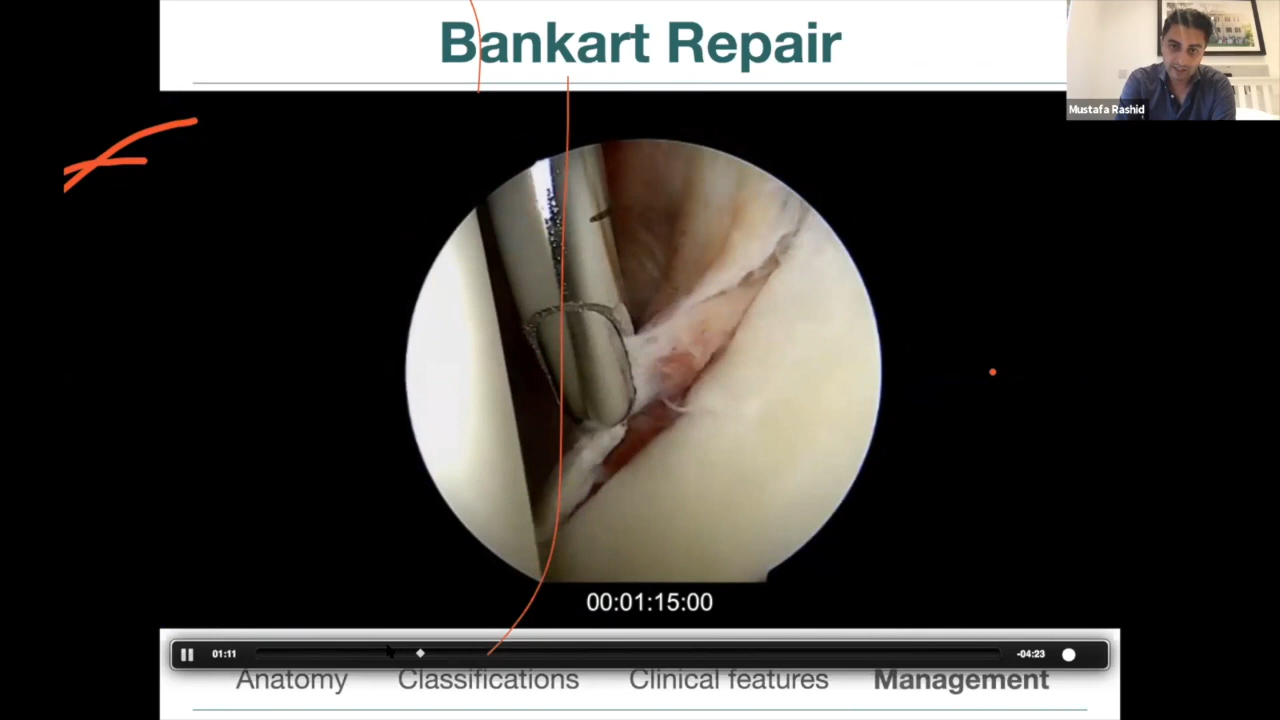 Bankart Repair
Mustafa Rashid
00:01:15:00
01:11
-04:23
Anatomy Classifications Clinical features Management